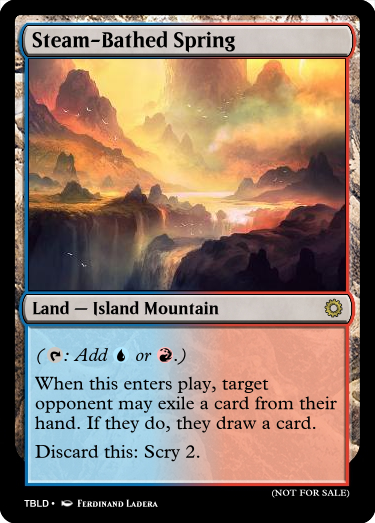 Steam-Bathed Spring
Land — Island Mountain
( : Add or .)
When this enters play, target
opponent may exile a card from their
hand. If they do, they draw a card.
Discard this: Scry 2.
(NOT FOR SALE)
TBLD • Ferdinand Ladera